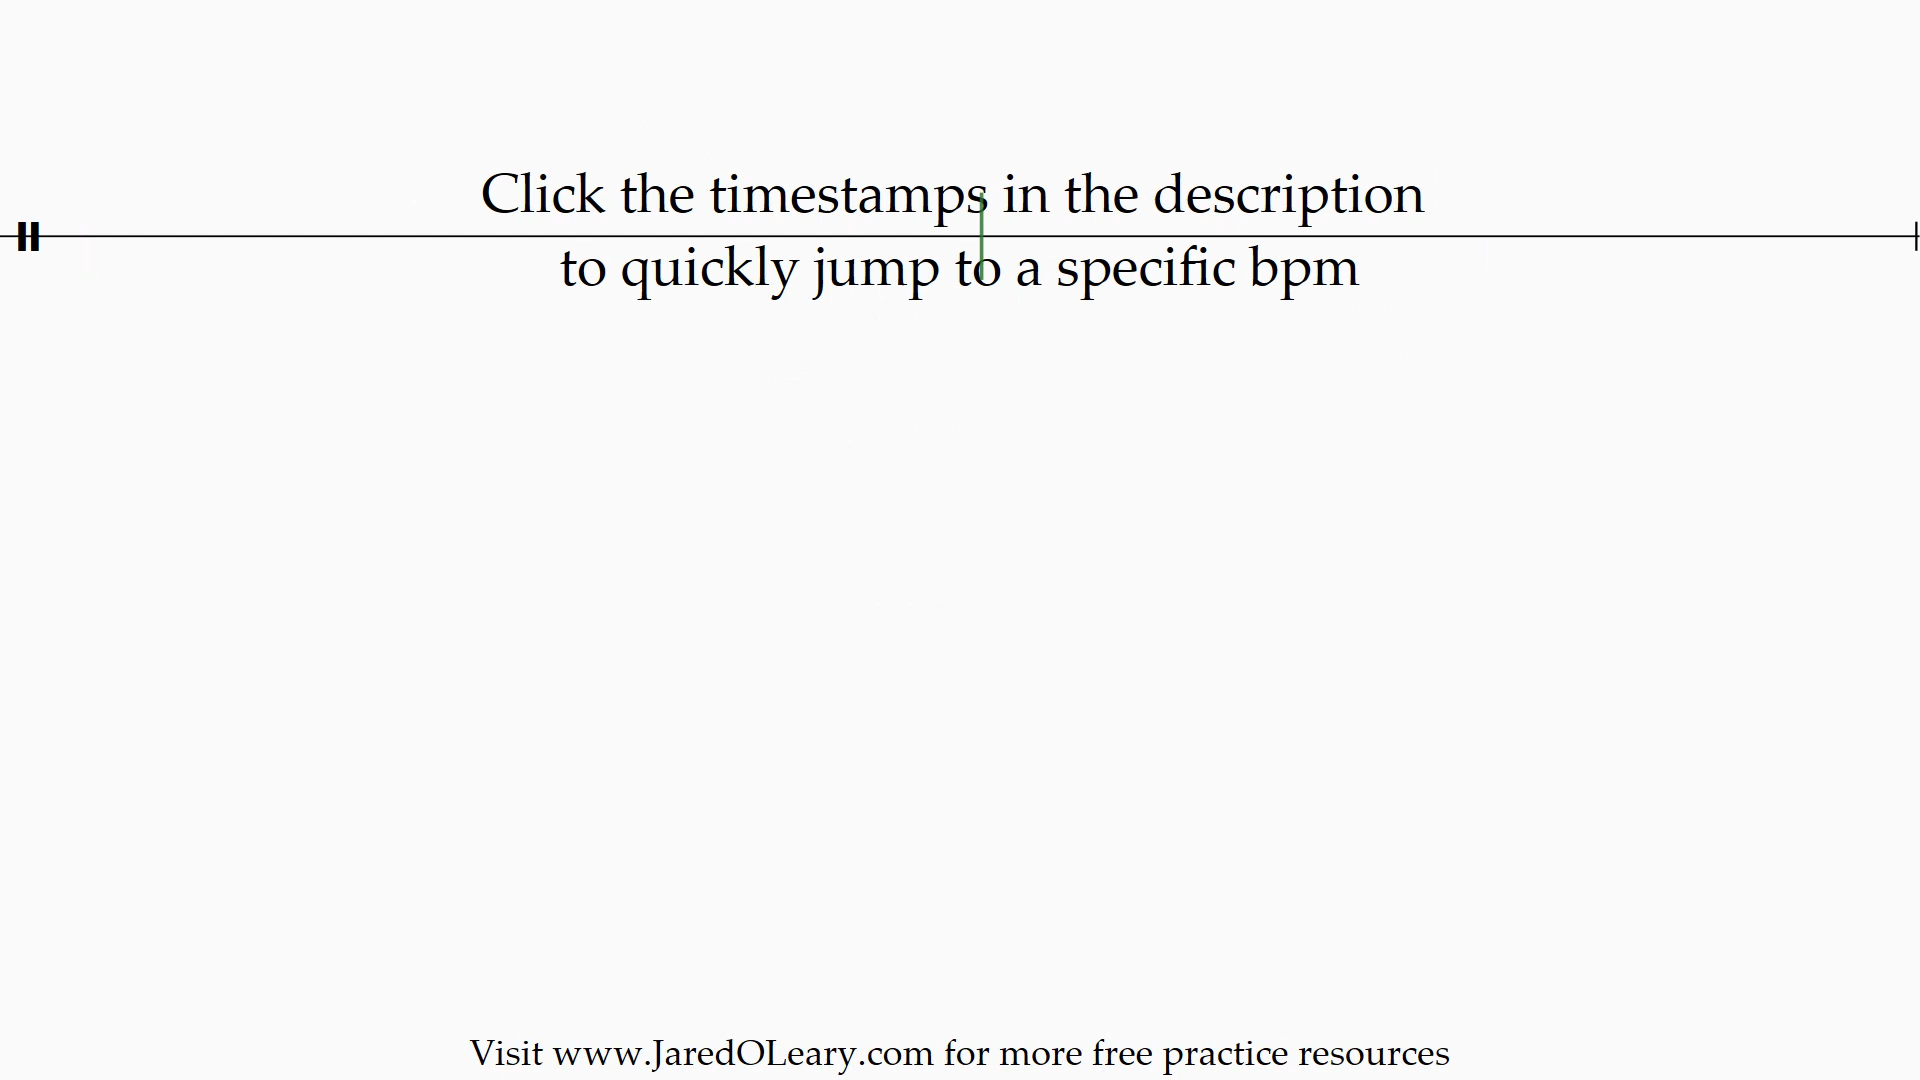 Click the timestamps in the description
to quickly jump to a specific bpm
Visit www.JaredOLeary.com for more free practice resources